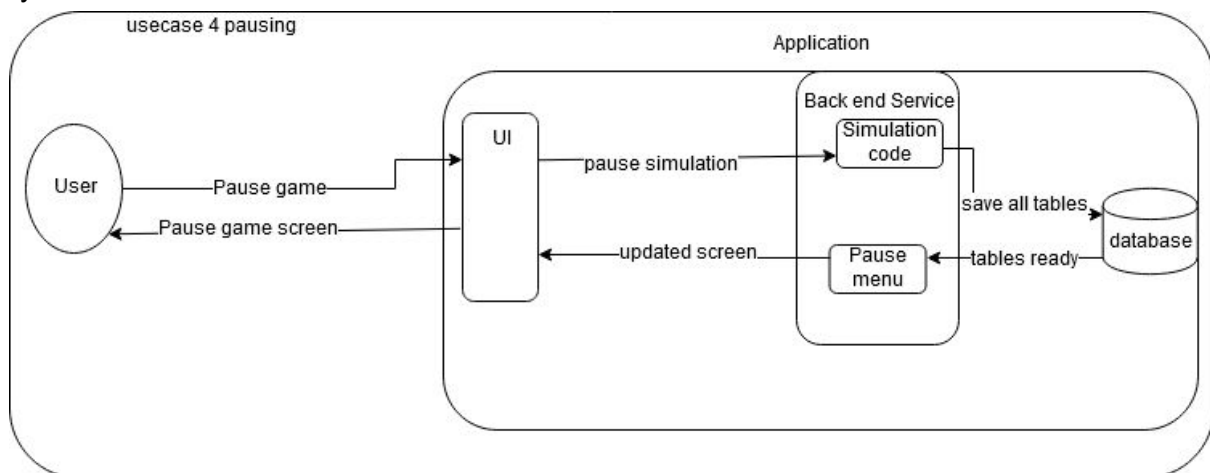 usecase 4 pausing
Application
Back end Service
UI
Simulation
code
User
Pause game
pause simulation
save all tables
Pause game screen
updated screen
Pause
menu
tables ready
database